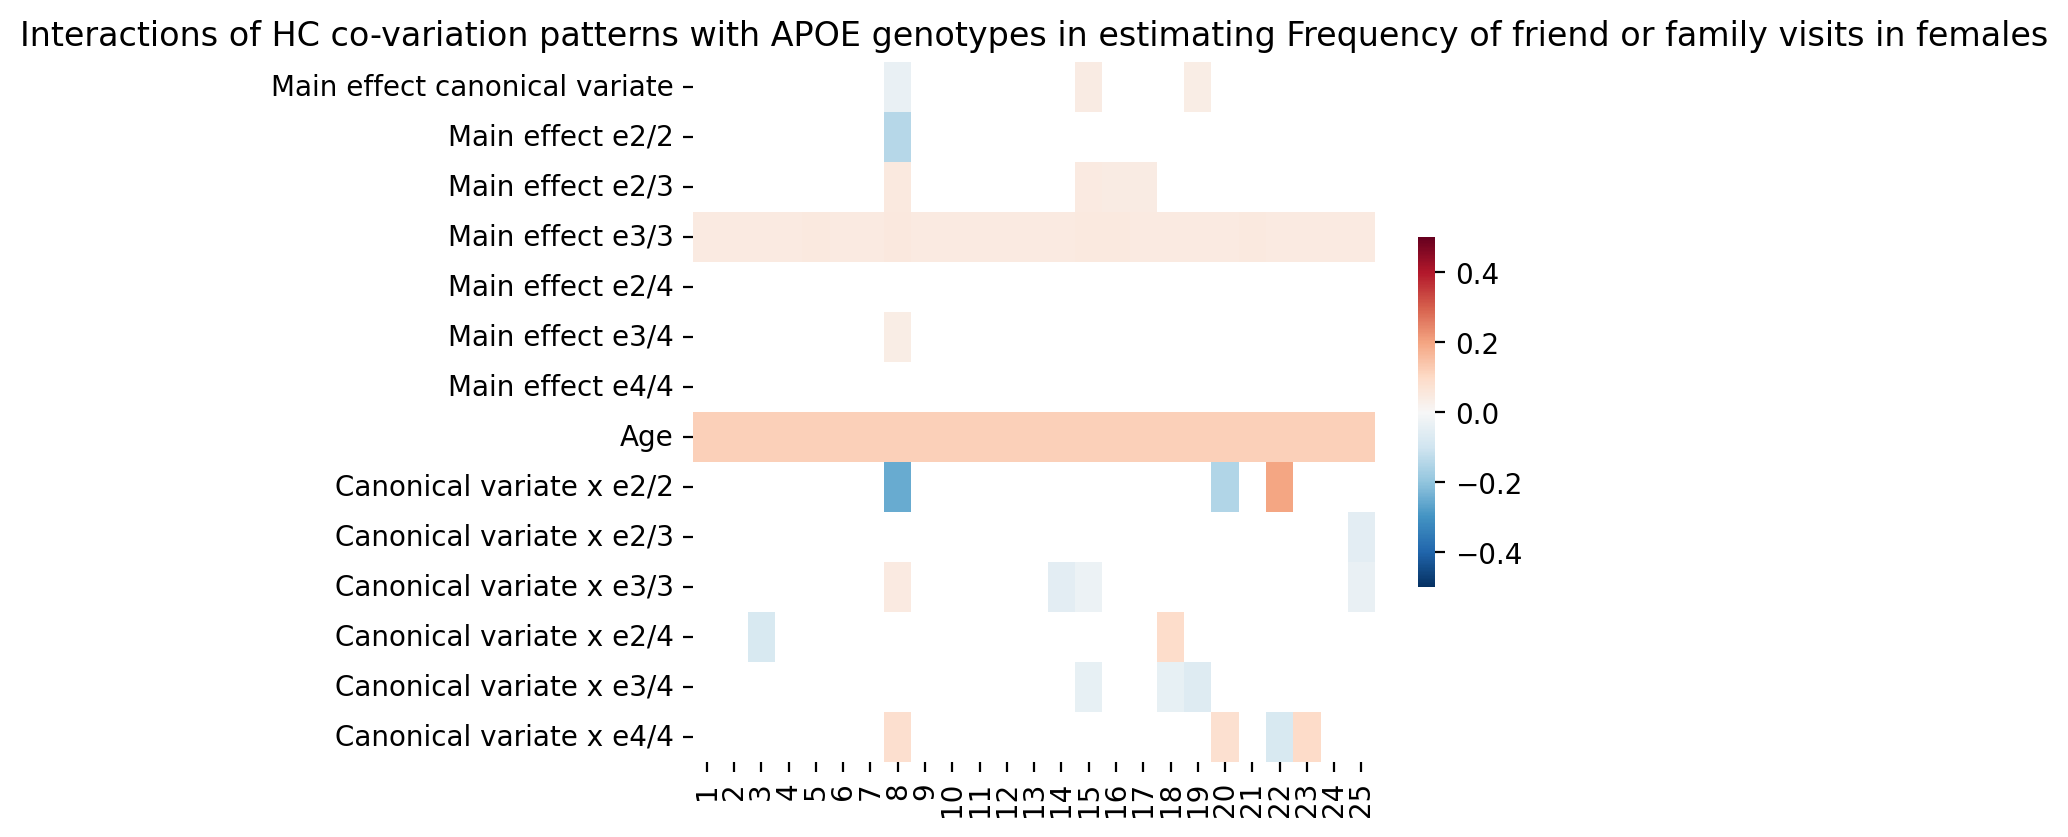 Interactions of HC co-variation patterns with APOE genotypes in estimating Frequency of friend or family visits in females
Main effect canonical variate
Main effect e2/2
Main effect e2/3
Main effect e3/3
Main effect e2/4
Main effect e3/4
Main effect e4/4
Age
Canonical variate x e2/2
Canonical variate x e2/3
Canonical variate x e3/3
Canonical variate x e2/4
Canonical variate x e3/4
Canonical variate x e4/4
1 2 3 4 5 6 7 8 9 10 11 12 13 14 15 16 17 18 19 20 21 22 23 24 25
0.4
0.2
0.0
−0.2
−0.4